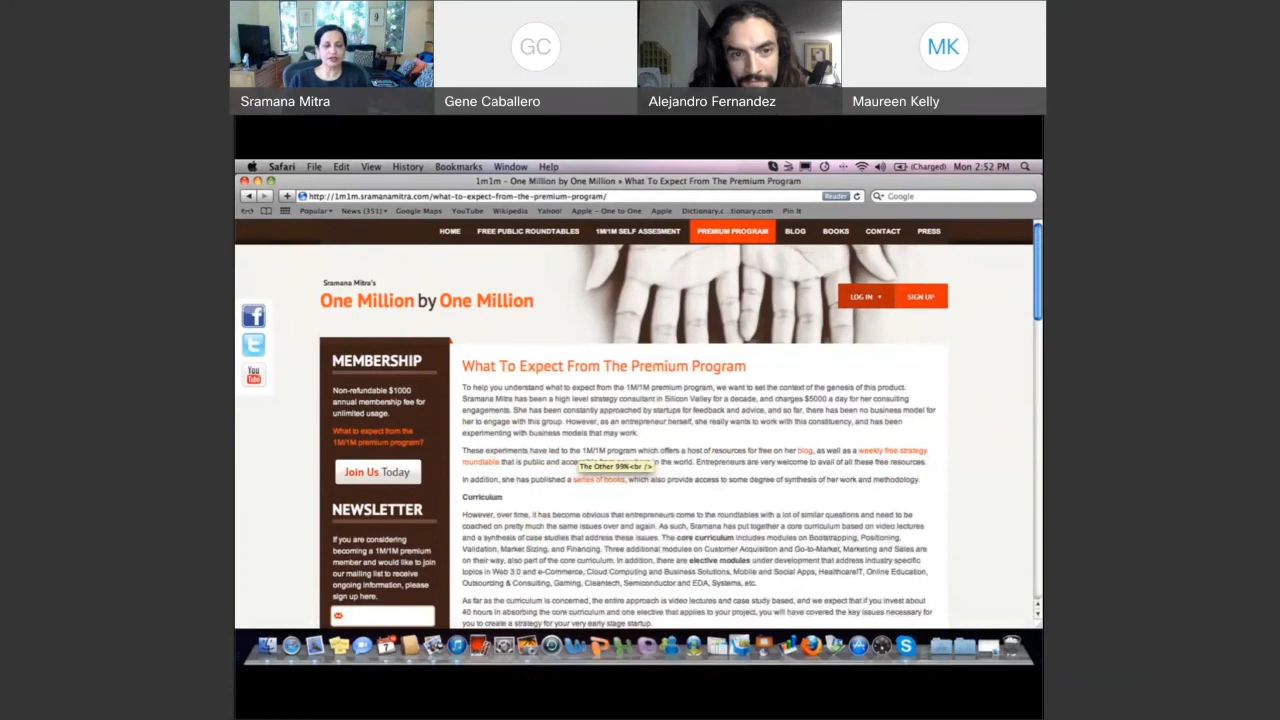 GC
MK
Sramana Mitra
Gene Caballero
Alejandro Fernandez
Maureen Kelly
Safari File Edit View History Bookmarks Window Help
(Charged) Mon 2:52 PM
1m1m - One Million by One Million » What To Expect From The Premium Program
http://1m1m.sramanamitra.com/what-to-expect-from-the-premium-program/
Reader
Google
Popular News (351) Google Maps YouTube Wikipedia Yahoo! Apple - One to One Apple Dictionary.c...tionary.com Pin It
HOME FREE PUBLIC ROUNDTABLES 1M/1M SELF ASSESMENT PREMIUM PROGRAM BLOG BOOKS CONTACT PRESS
Sramana Mitra's
One Million by One Million
LOG IN SIGN UP
You Tube
MEMBERSHIP
Non-refundable $1000
annual membership fee for
unlimited usage.
What to expect from the
1M/1M premium program?
Join Us Today
NEWSLETTER
If you are considering
becoming a 1M/1M premium
member and would like to join
our mailing list to receive
ongoing information, please
sign up here.
What To Expect From The Premium Program
To help you understand what to expect from the 1M/1M premium program, we want to set the context of the genesis of this product.
Sramana Mitra has been a high level strategy consultant in Silicon Valley for a decade, and charges $5000 a day for her consulting
engagements. She has been constantly approached by startups for feedback and advice, and so far, there has been no business model for
her to engage with this group. However, as an entrepreneur herself, she really wants to work with this constituency, and has been
experimenting with business models that may work.
These experiments have led to the 1M/1M program which offers a host of resources for free on her blog, as well as a weekly free strategy
roundtable that is public and in the world. Entrepreneurs are very welcome to avail of all these free resources.
The Other 99%<br />
In addition, she has published a series of books, which also provide access to some degree of synthesis of her work and methodology.
Curriculum
However, over time, it has become obvious that entrepreneurs come to the roundtables with a lot of similar questions and need to be
coached on pretty much the same issues over and again. As such, Sramana has put together a core curriculum based on video lectures
and a synthesis of case studies that address these issues. The core curriculum includes modules on Bootstrapping, Positioning,
Validation, Market Sizing, and Financing. Three additional modules on Customer Acquisition and Go-to-Market, Marketing and Sales are
on their way, also part of the core curriculum. In addition, there are elective modules under development that address industry specific
topics in Web 3.0 and e-Commerce, Cloud Computing and Business Solutions, Mobile and Social Apps, HealthcareIT, Online Education,
Outsourcing & Consulting, Gaming, Cleantech, Semiconductor and EDA, Systems, etc.
As far as the curriculum is concerned, the entire approach is video lectures and case study based, and we expect that if you invest about
40 hours in absorbing the core curriculum and one elective that applies to your project, you will have covered the key issues necessary for
you to create a strategy for your very early stage startup.